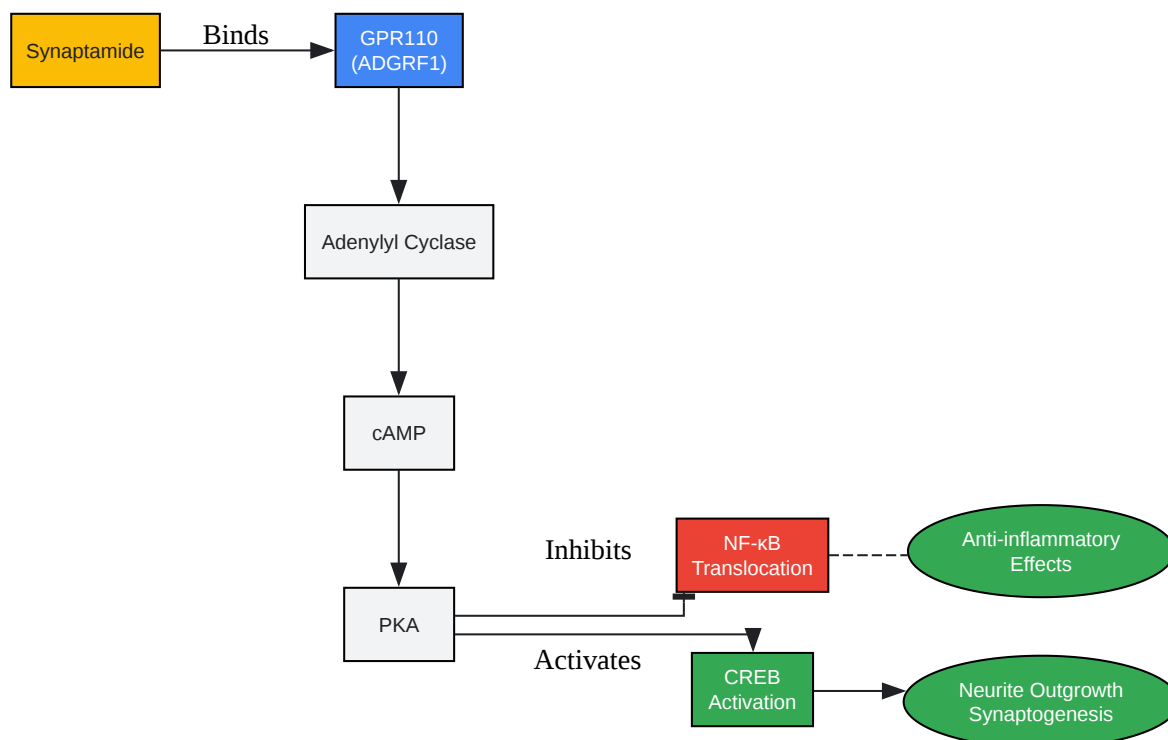 Synaptamide
Binds
GPR110
(ADGRF1)
Adenylyl Cyclase
cAMP
Inhibits
NF-κB
Translocation
Anti-inflammatory
Effects
PKA
Activates
CREB
Activation
Neurite Outgrowth
Synaptogenesis